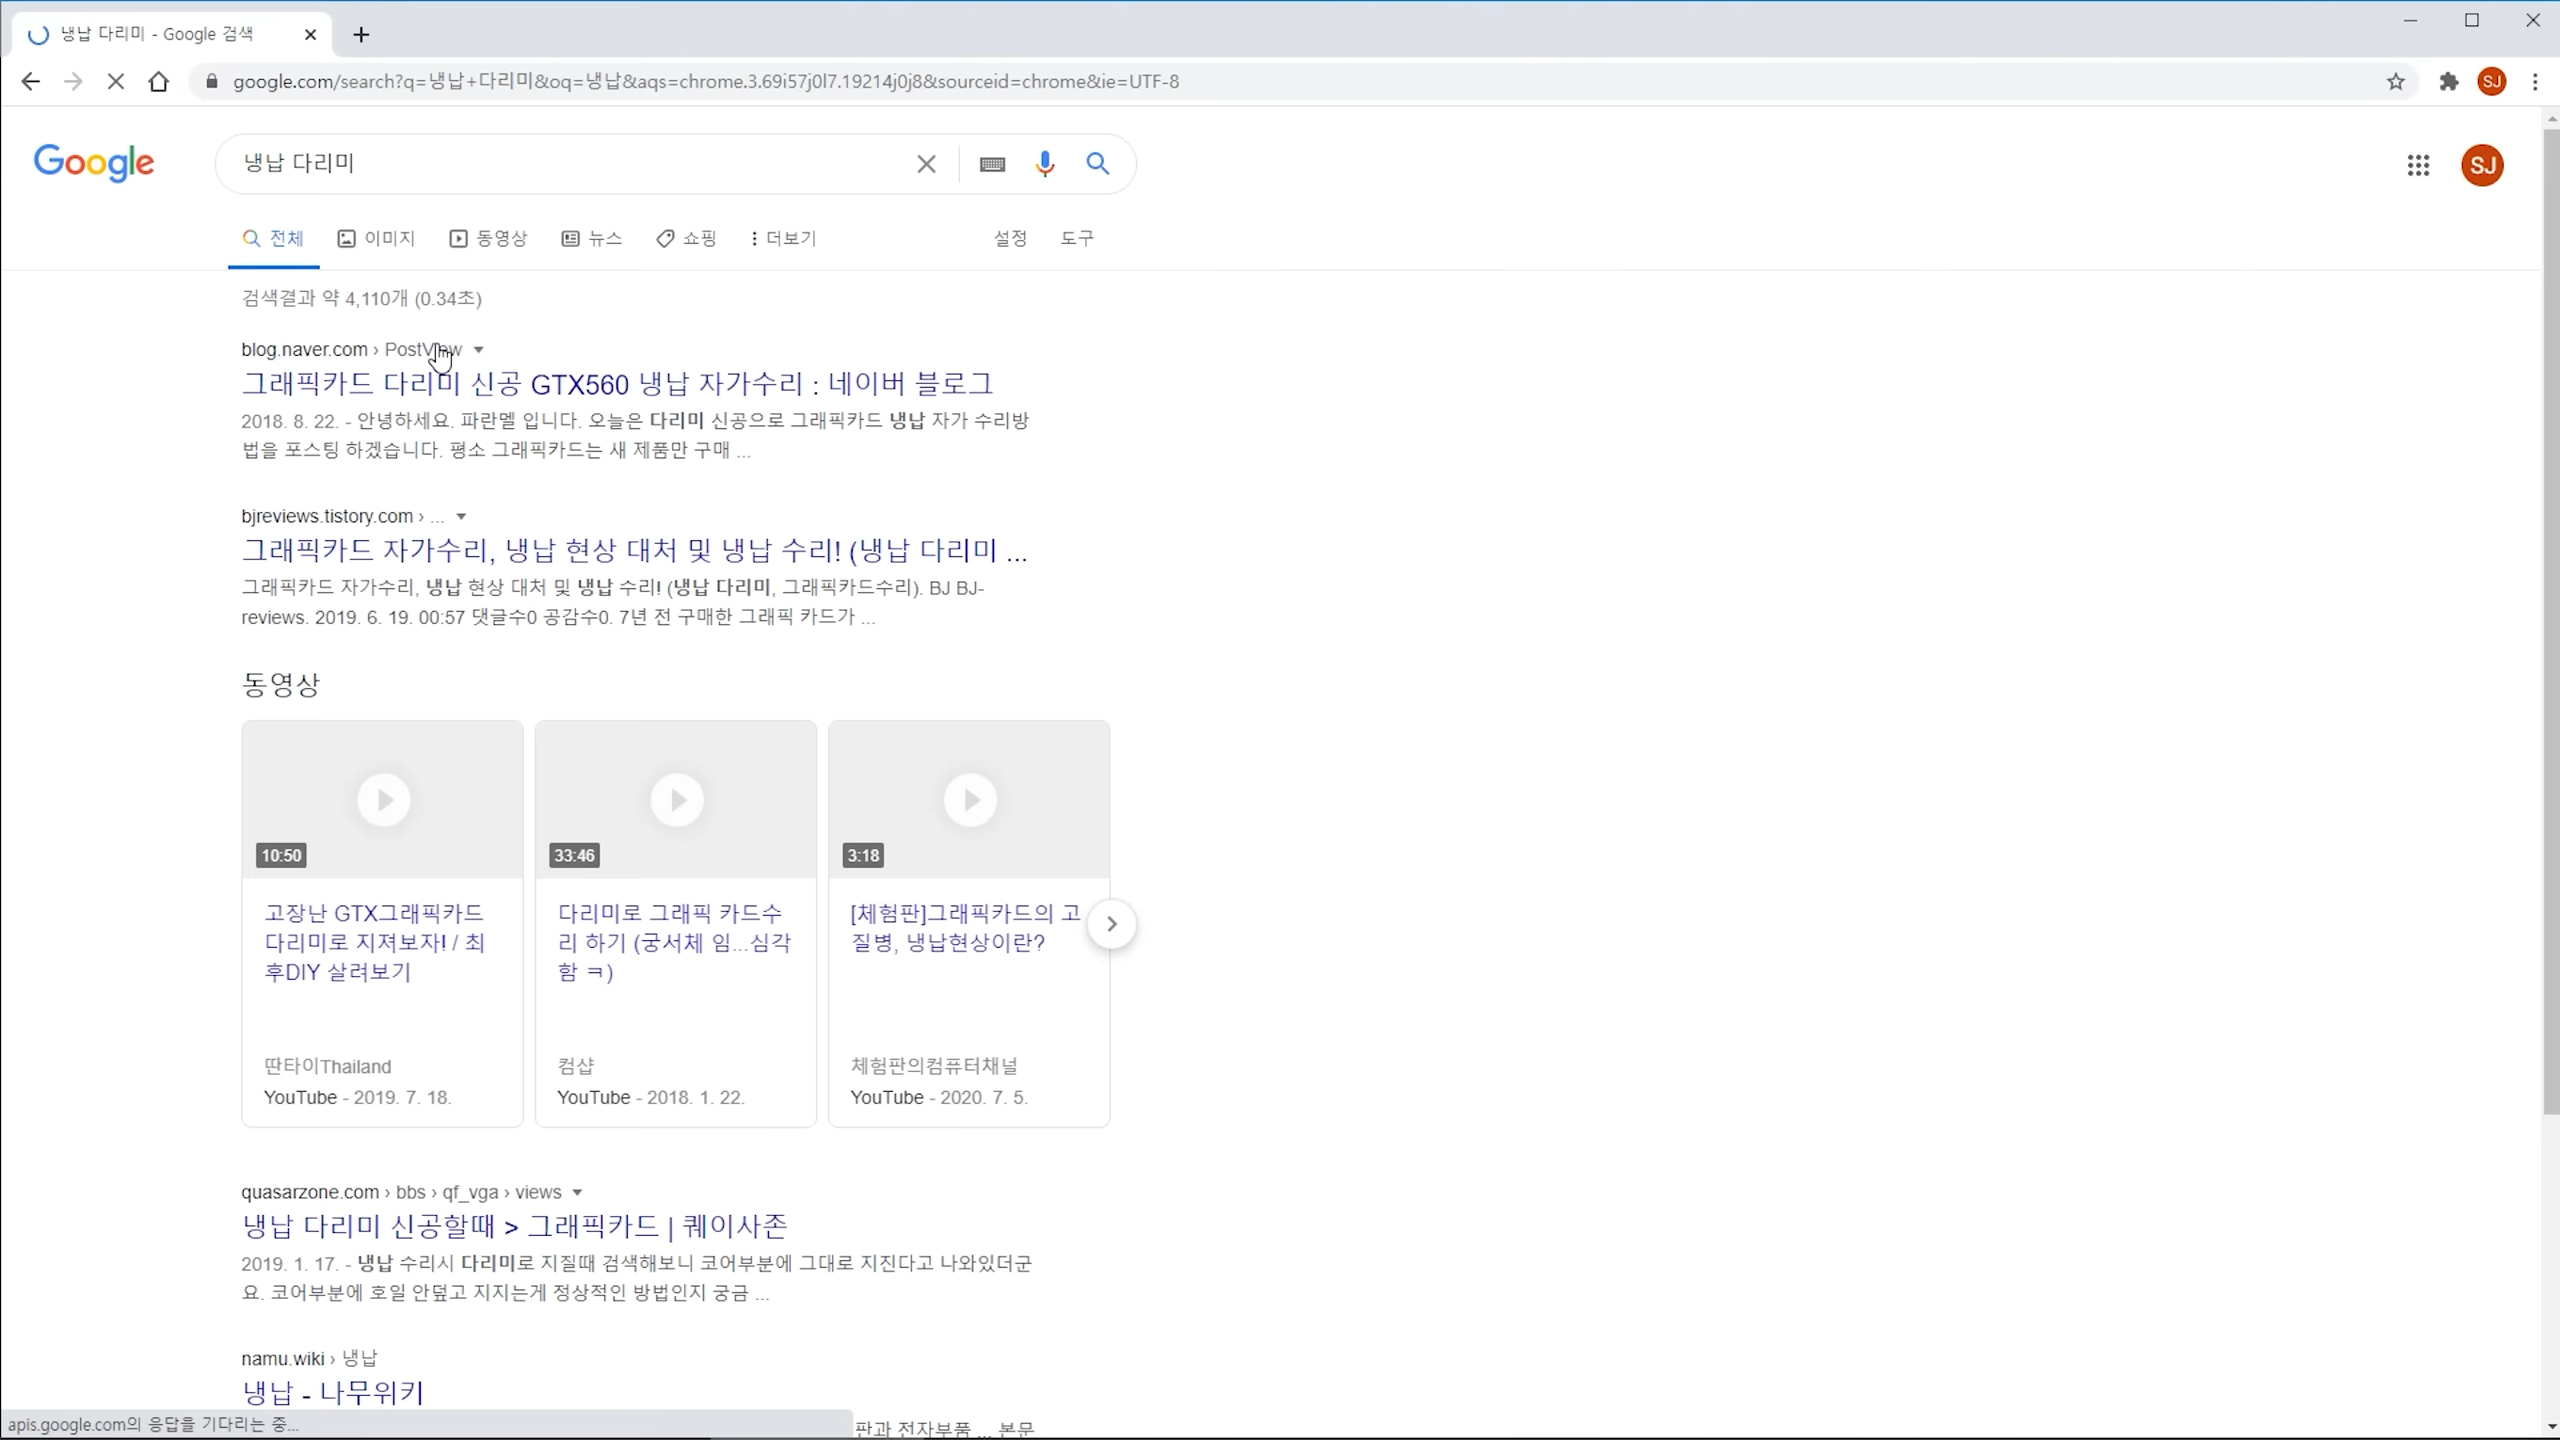 냉납 다리미 - Google 검색
google.com/search?q=냉납+다리미&oq=냉납&aqs=chrome.3.69i57j0l7.19214j0j8&sourceid=chrome&ie=UTF-8
SJ
Google
냉납 다리미
SJ
전체
이미지
동영상
뉴스
쇼핑
더보기
설정
도구
검색결과 약 4,110개 (0.34초)
blog.naver.com › PostView
그래픽카드 다리미 신공 GTX560 냉납 자가수리 : 네이버 블로그
2018. 8. 22. - 안녕하세요. 파란멜 입니다. 오늘은 다리미 신공으로 그래픽카드 냉납 자가 수리방
법을 포스팅 하겠습니다. 평소 그래픽카드는 새 제품만 구매 ...
bjreviews.tistory.com › ...
그래픽카드 자가수리, 냉납 현상 대처 및 냉납 수리! (냉납 다리미 ...
그래픽카드 자가수리, 냉납 현상 대처 및 냉납 수리! (냉납 다리미, 그래픽카드수리). BJ BJ-
reviews. 2019. 6. 19. 00:57 댓글수0 공감수0. 7년 전 구매한 그래픽 카드가 ...
동영상
10:50
33:46
3:18
고장난 GTX그래픽카드
다리미로 지져보자! / 최
후DIY 살려보기
딴타이Thailand
YouTube - 2019. 7. 18.
다리미로 그래픽 카드수
리 하기 (궁서체 임...심각
함 ㅋ)
컴샵
YouTube - 2018. 1. 22.
[체험판]그래픽카드의 고
질병, 냉납현상이란?
체험판의컴퓨터채널
YouTube - 2020. 7. 5.
quasarzone.com › bbs › qf_vga › views
냉납 다리미 신공할때 > 그래픽카드 | 퀘이사존
2019. 1. 17. - 냉납 수리시 다리미로 지질때 검색해보니 코어부분에 그대로 지진다고 나와있더군
요. 코어부분에 호일 안덮고 지지는게 정상적인 방법인지 궁금 ...
namu.wiki › 냉납
냉납 - 나무위키
apis.google.com의 응답을 기다리는 중...
판과 전자부품 ... 본문